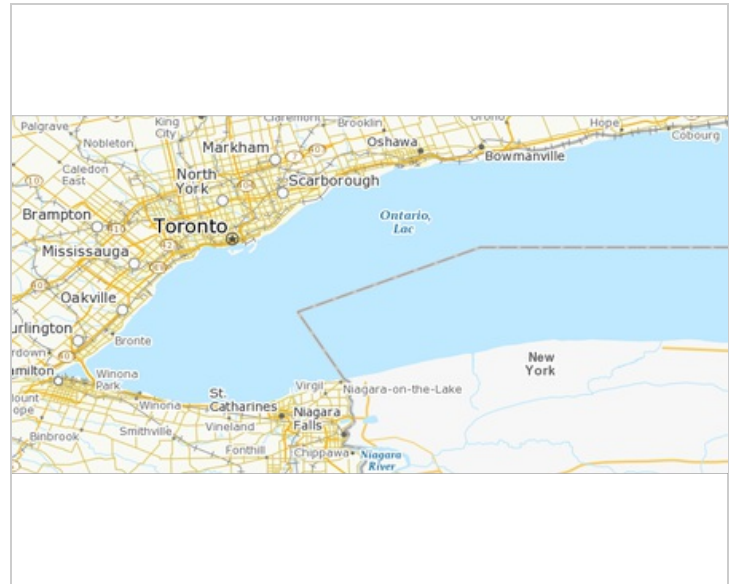 Palgrave
King
City
Claremont
Brooklin
Orono
Hope
Cobourg
Nobleton
Markham
7
Oshawa
Bowmanville
Caledon
East
North
York
Scarborough
10
Brampton
Toronto
Ontario,
Lac
Mississauga
Oakville
urlington
Bronte
New
York
amilton
Winona
Park
Virgil
Niagara-on-the-Lake
St.
Catharines
Niagara
Falls
Winona
Vineland
Smithville
Binbrook
Fonthill
Chippawa
Niagara
River